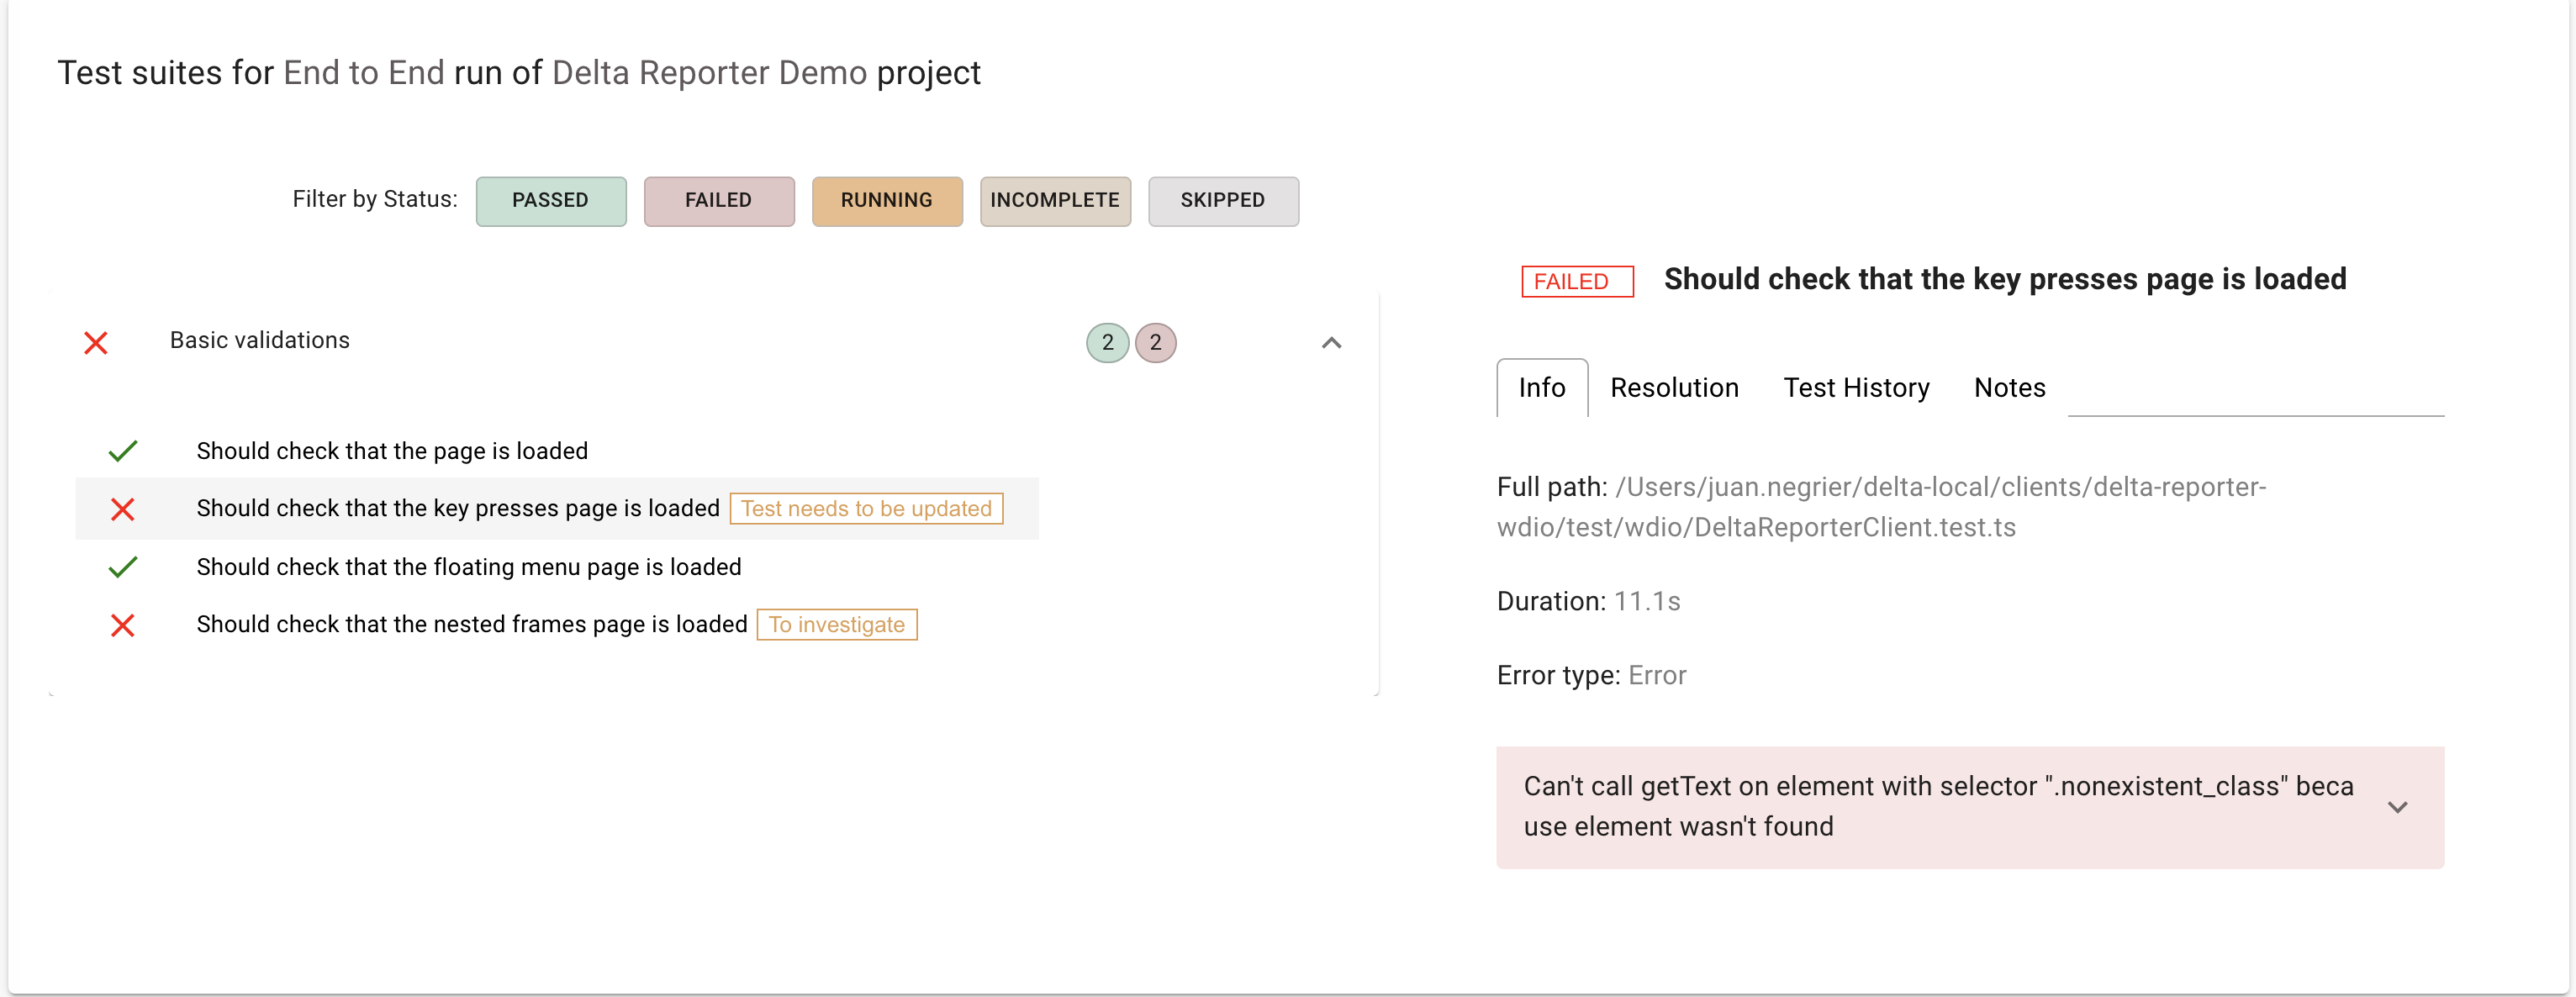 Test suites for End to End run of Delta Reporter Demo project
Filter by Status: PASSED FAILED RUNNING INCOMPLETE SKIPPED
Basic validations 2 2
Should check that the page is loaded
Should check that the key presses page is loaded Test needs to be updated
Should check that the floating menu page is loaded
Should check that the nested frames page is loaded To investigate
FAILED Should check that the key presses page is loaded
Info Resolution Test History Notes
Full path: /Users/juan.negrier/delta-local/clients/delta-reporter-
wdio/test/wdio/DeltaReporterClient.test.ts
Duration: 11.1s
Error type: Error
Can't call getText on element with selector ".nonexistent_class" beca
use element wasn't found